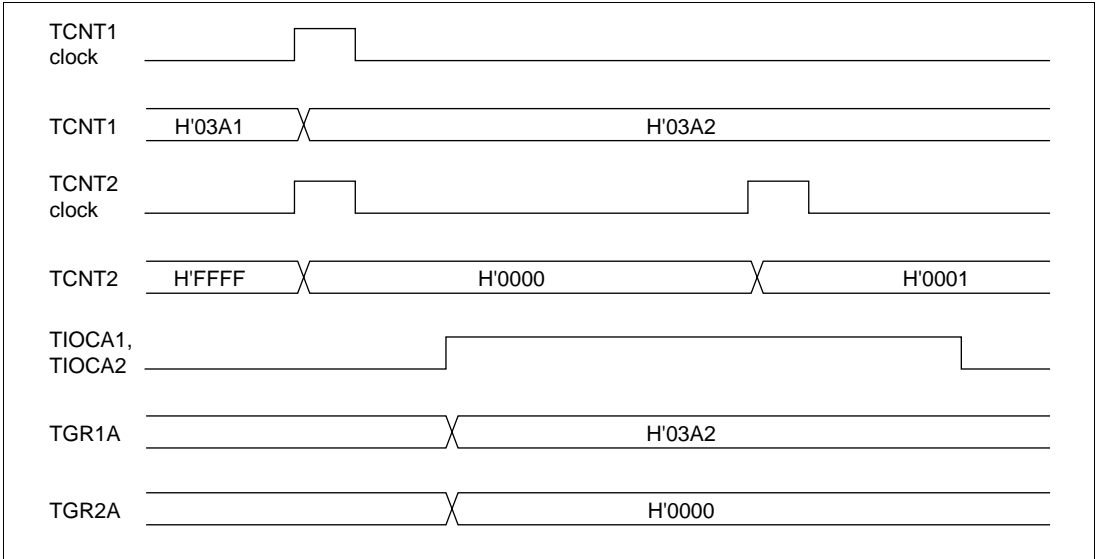 TCNT1
clock
TCNT1
H'03A1
H'03A2
TCNT2
clock
TCNT2
H'FFFF
H'0000
H'0001
TIOCA1,
TIOCA2
TGR1A
H'03A2
TGR2A
H'0000